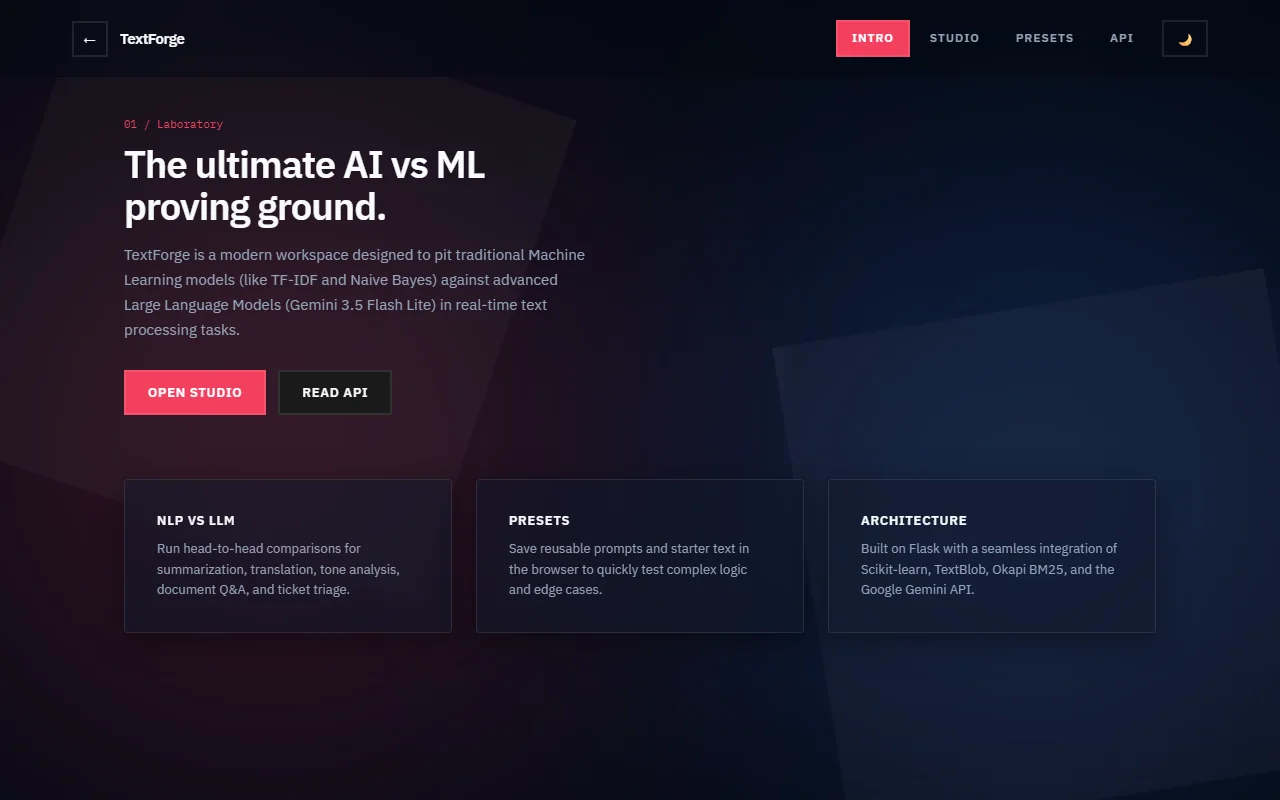 ← TextForge
INTRO STUDIO PRESETS API
01 / Laboratory
The ultimate AI vs ML
proving ground.
TextForge is a modern workspace designed to pit traditional Machine
Learning models (like TF-IDF and Naive Bayes) against advanced
Large Language Models (Gemini 3.5 Flash Lite) in real-time text
processing tasks.
OPEN STUDIO READ API
NLP VS LLM
Run head-to-head comparisons for
summarization, translation, tone analysis,
document Q&A, and ticket triage.
PRESETS
Save reusable prompts and starter text in
the browser to quickly test complex logic
and edge cases.
ARCHITECTURE
Built on Flask with a seamless integration of
Scikit-learn, TextBlob, Okapi BM25, and the
Google Gemini API.